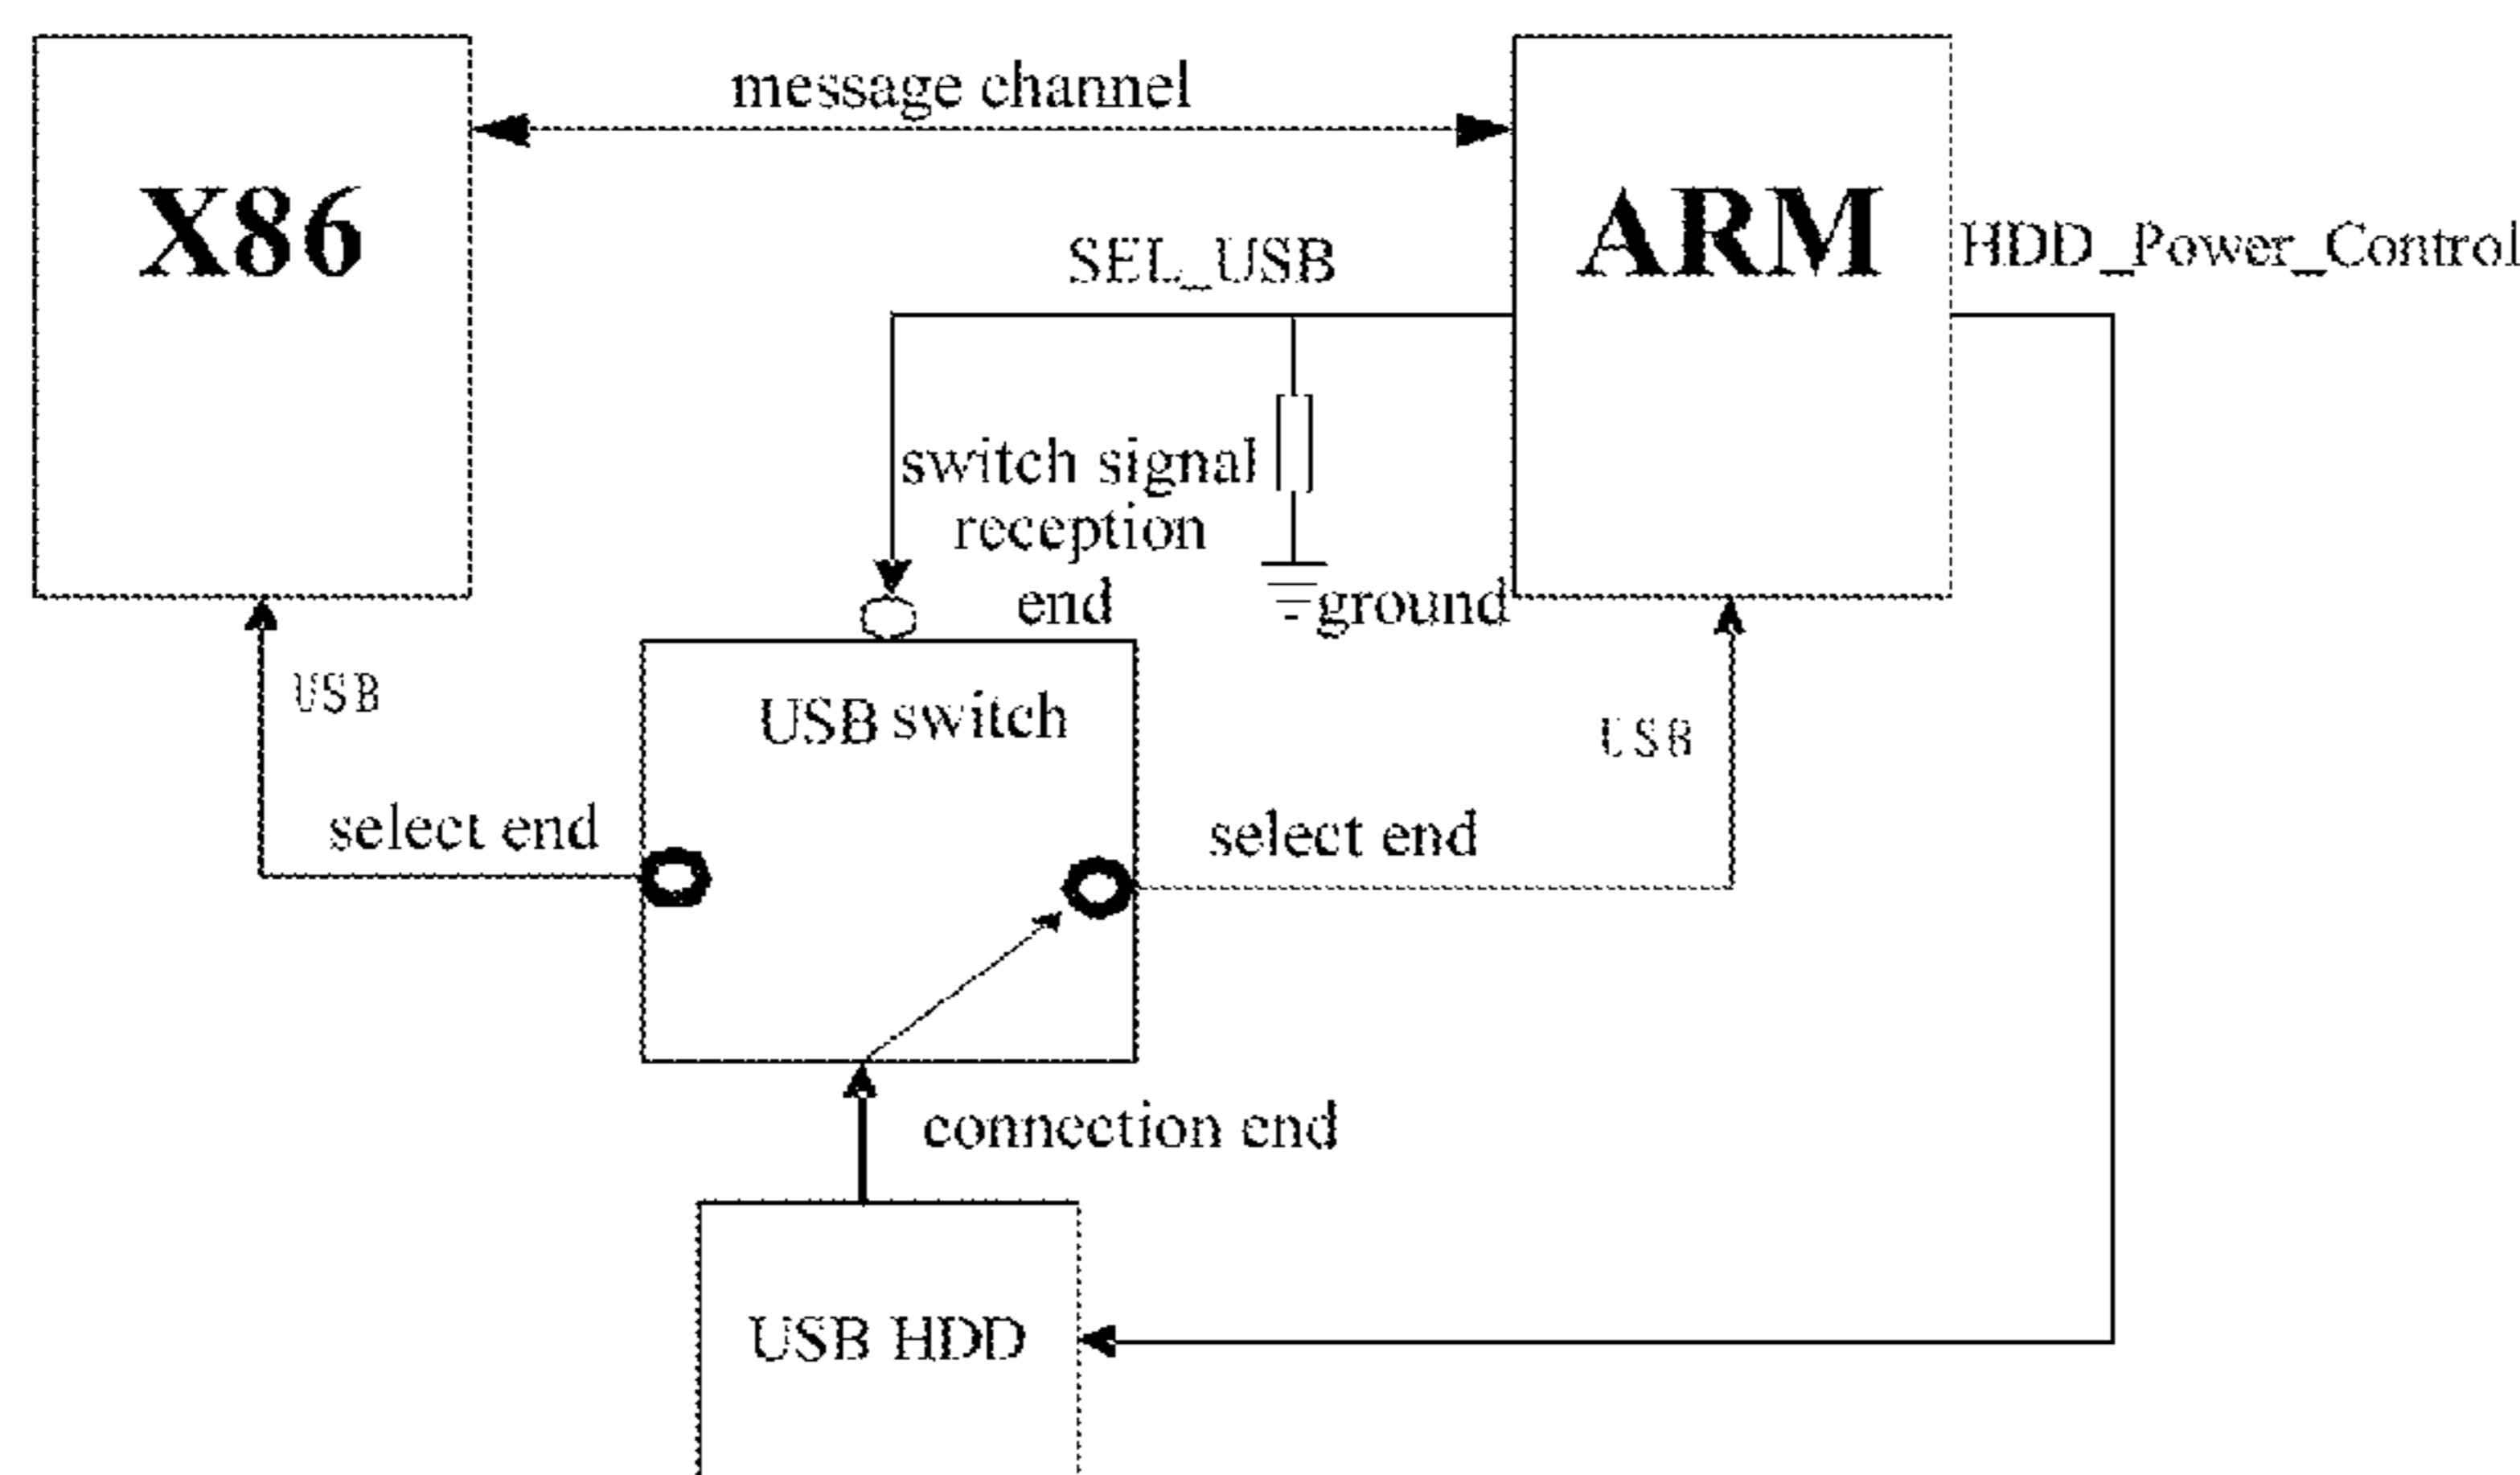 message channel
X86
ARM
SEL_USB
HDD_Power_Control
switch signal
reception
end
ground
USB
USB switch
USB
select end
select end
connection end
USB HDD